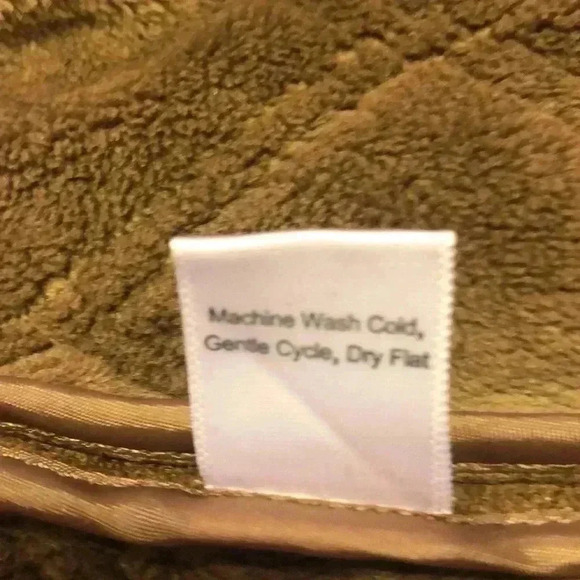 Machine Wash Cold,
Gentle Cycle, Dry Flat